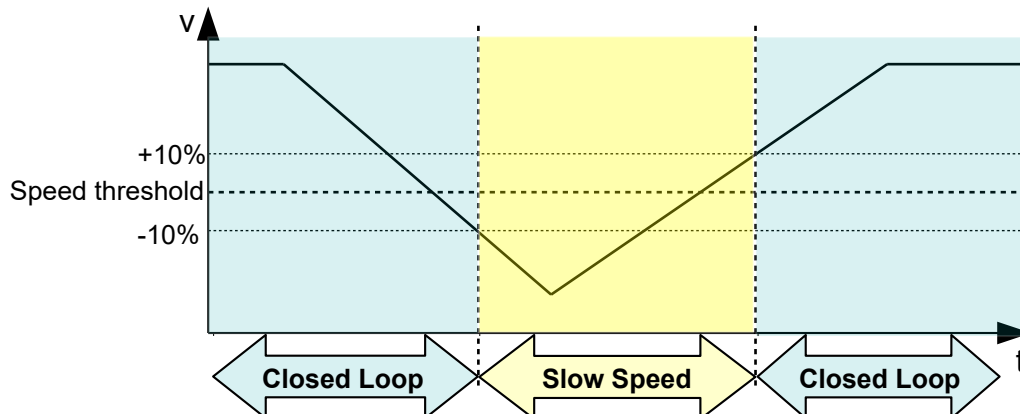 v
+10%
Speed threshold
-10%
t
Closed Loop
Slow Speed
Closed Loop